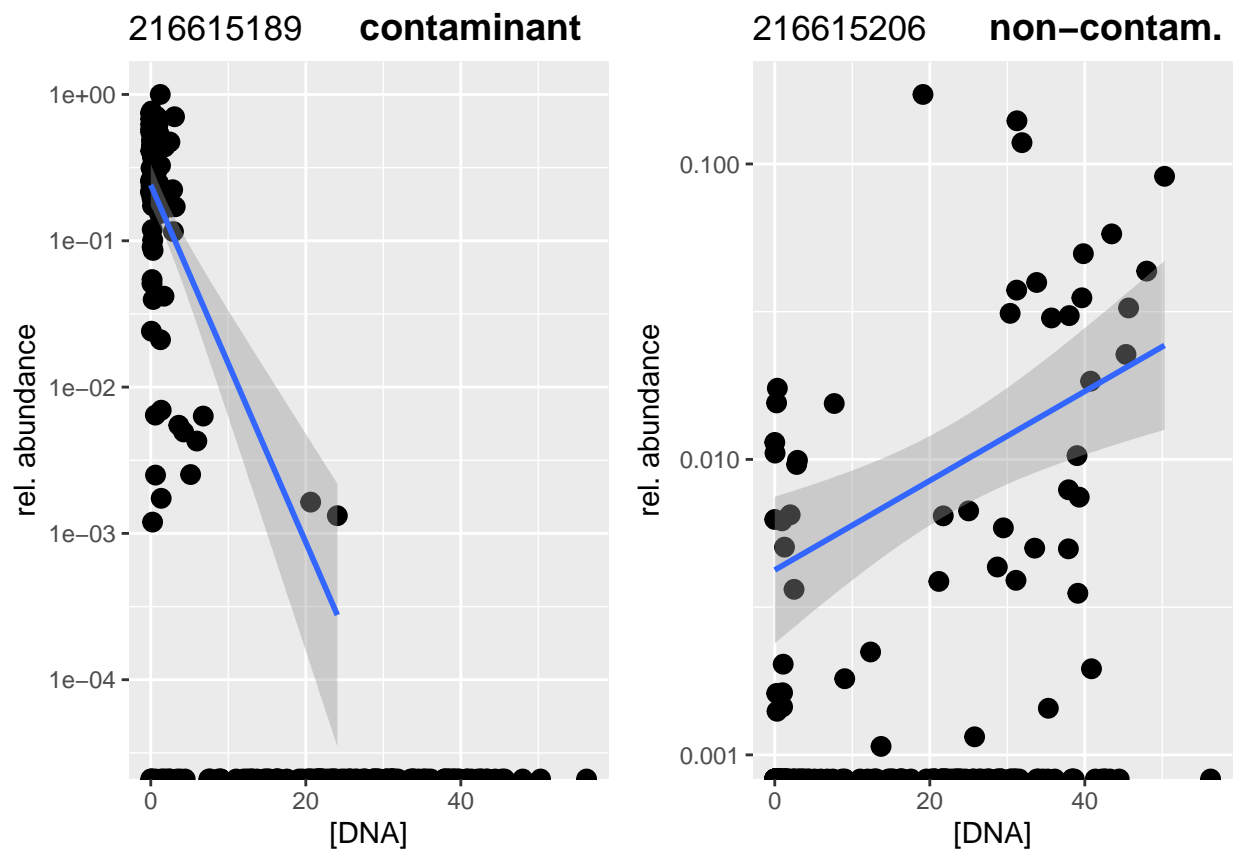 216615189 contaminant
1e+00
1e−01
1e−02
1e−03
1e−04
rel. abundance
0 20 40
[DNA]
216615206 non−contam.
0.100
0.010
0.001
rel. abundance
0 20 40
[DNA]